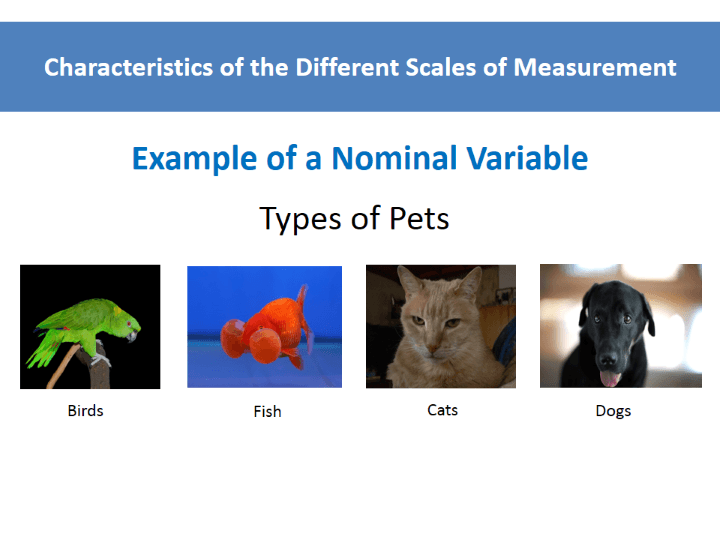 Characteristics of the Different Scales of Measurement
Example of a Nominal Variable
Types of Pets
Birds
Fish
Cats
Dogs